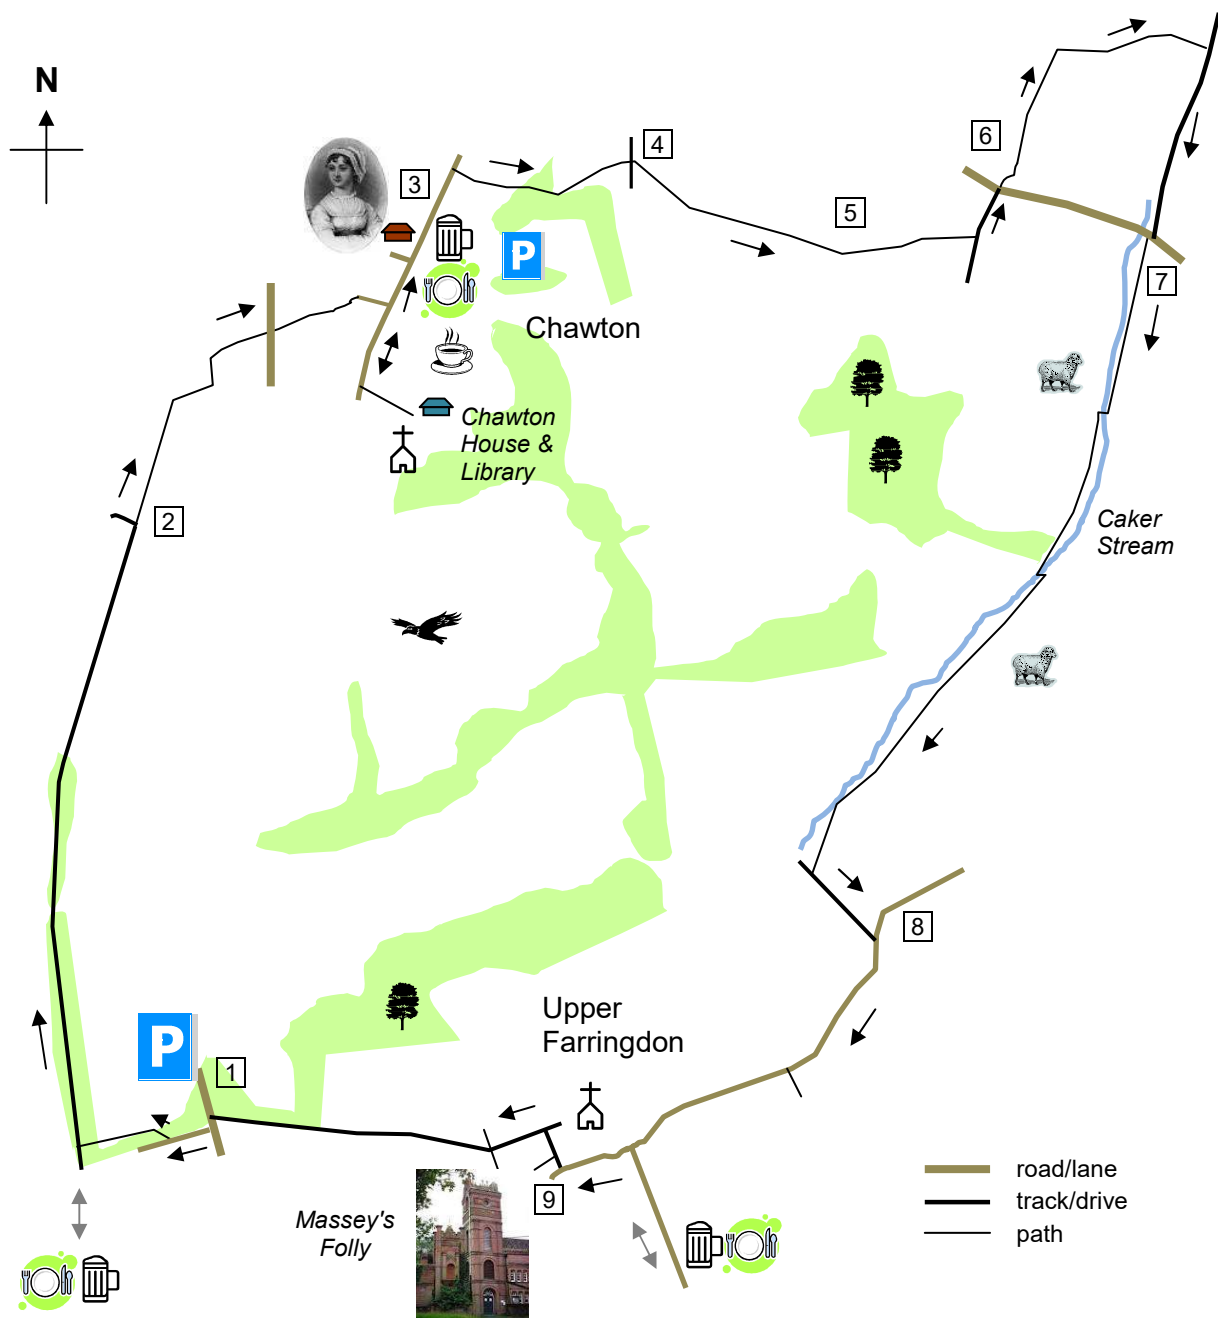 N
6
4
3
P
5
7
Chawton
Chawton
House &
Library
2
Caker
Stream
8
Upper
Farringdon
P
1
9
Massey's
Folly
road/lane
track/drive
path